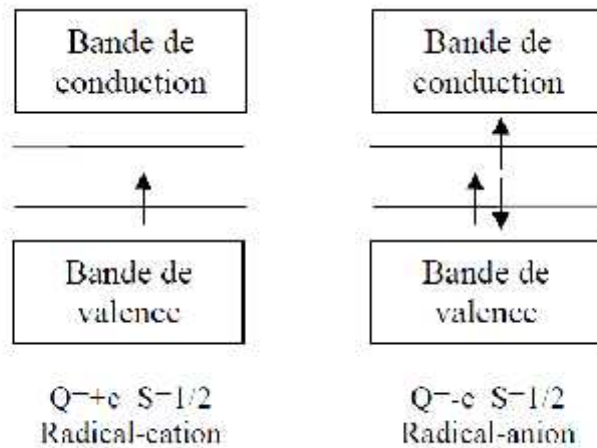 Bande de
conduction
Bande de
valence
Q=+e S=1/2
Radical-cation
Bande de
conduction
Bande de
valence
Q=-e S=1/2
Radical-anion